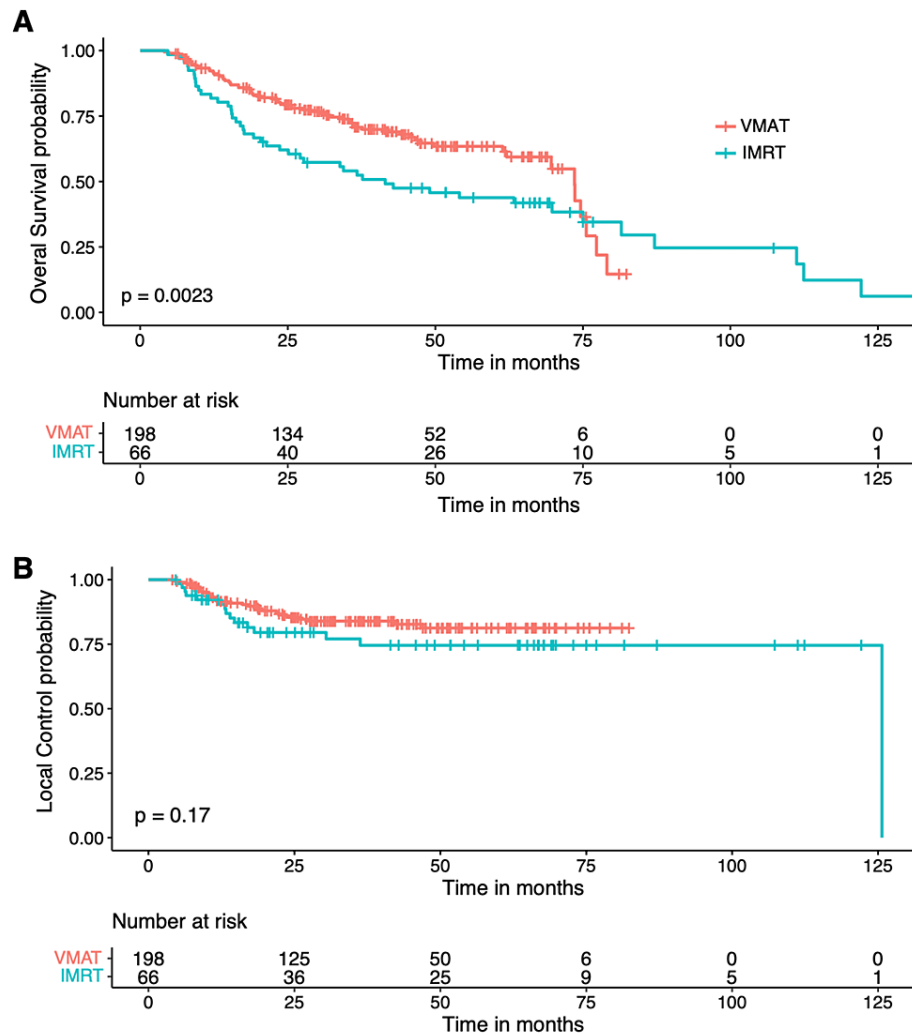 A
Overal Survival probability
1.00
0.75
0.50
0.25
0.00
VMAT
IMRT
p = 0.0023
0 25 50 75 100 125
Time in months
Number at risk
VMAT 198 134 52 6 0 0
IMRT 66 40 26 10 5 1
0 25 50 75 100 125
Time in months
B
Local Control probability
1.00
0.75
0.50
0.25
0.00
p = 0.17
0 25 50 75 100 125
Time in months
Number at risk
VMAT 198 125 50 6 0 0
IMRT 66 36 25 9 5 1
0 25 50 75 100 125
Time in months